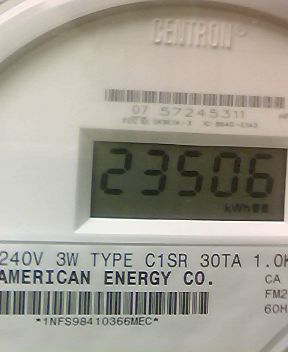 CENTRON®
07 57245311
23506
kWh
240V 3W TYPE C1SR 30TA 1.0K
AMERICAN ENERGY CO.
CA
FM2
60H
*1NFS98410366MEC*